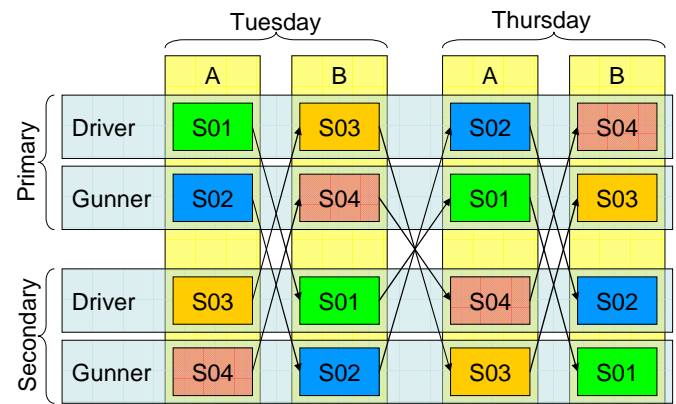 Tuesday Thursday
A B A B
Primary
Driver S01 S03 S02 S04
Gunner S02 S04 S01 S03
Secondary
Driver S03 S01 S04 S02
Gunner S04 S02 S03 S01